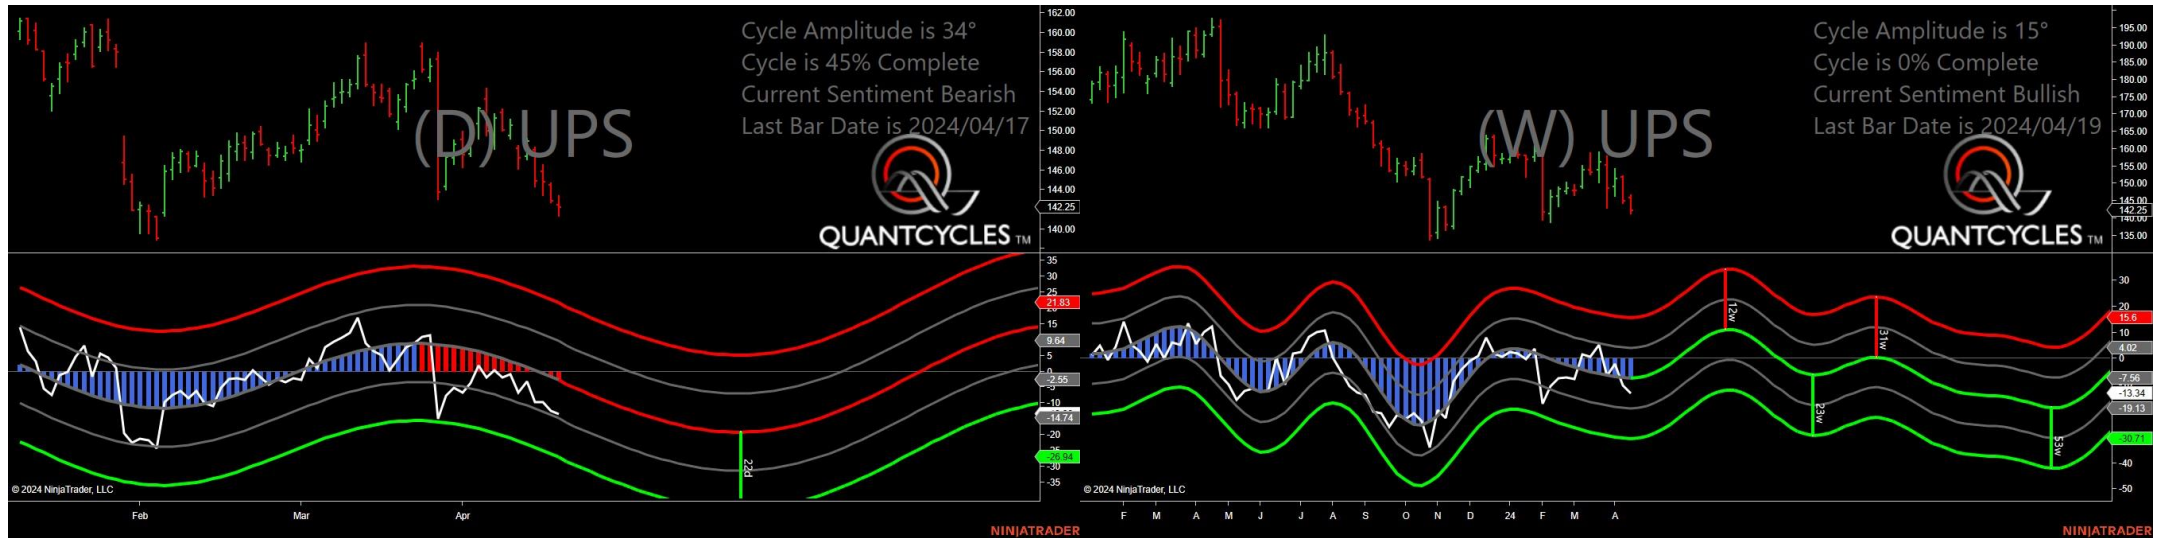 Cycle Amplitude is 34°
Cycle is 45% Complete
Current Sentiment Bearish
Last Bar Date is 2024/04/17
(D) UPS
QUANTCYCLES TM
162.00
160.00
158.00
156.00
154.00
152.00
150.00
148.00
146.00
144.00
142.25
140.00
35
30
25
21.83
15
9.64
5
0
-2.55
-5
-10
-14.74
-20
-26.94
-30
-35
22d
© 2024 NinjaTrader, LLC
Feb Mar Apr
NINJATRADER
Cycle Amplitude is 15°
Cycle is 0% Complete
Current Sentiment Bullish
Last Bar Date is 2024/04/19
(W) UPS
QUANTCYCLES TM
195.00
190.00
185.00
180.00
175.00
170.00
165.00
160.00
155.00
150.00
145.00
142.25
140.00
135.00
30
20
15.6
10
4.02
0
-7.56
-13.34
-19.13
-30.71
-40
-50
12w
23w
31w
53w
© 2024 NinjaTrader, LLC
F M A M J J A S O N D 24 F M A
NINJATRADER